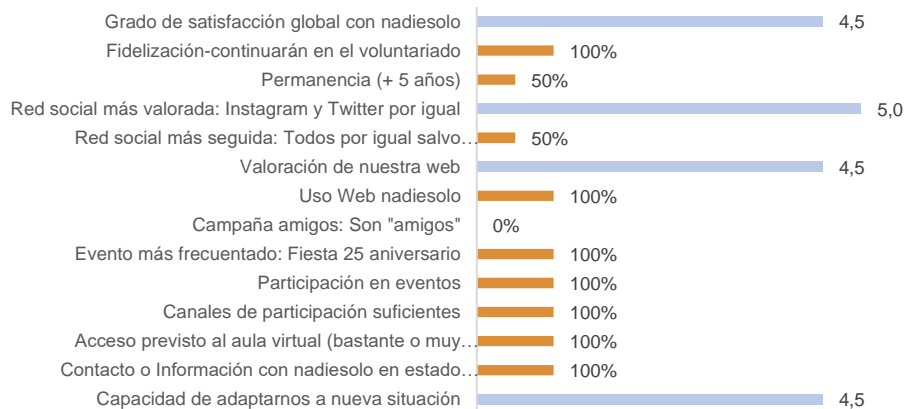 Grado de satisfacción global con nadiesolo 4,5
Fidelización-continuarán en el voluntariado 100%
Permanencia (+ 5 años) 50%
Red social más valorada: Instagram y Twitter por igual 5,0
Red social más seguida: Todos por igual salvo… 50%
Valoración de nuestra web 4,5
Uso Web nadiesolo 100%
Campaña amigos: Son "amigos" 0%
Evento más frecuentado: Fiesta 25 aniversario 100%
Participación en eventos 100%
Canales de participación suficientes 100%
Acceso previsto al aula virtual (bastante o muy… 100%
Contacto o Información con nadiesolo en estado… 100%
Capacidad de adaptarnos a nueva situación 4,5